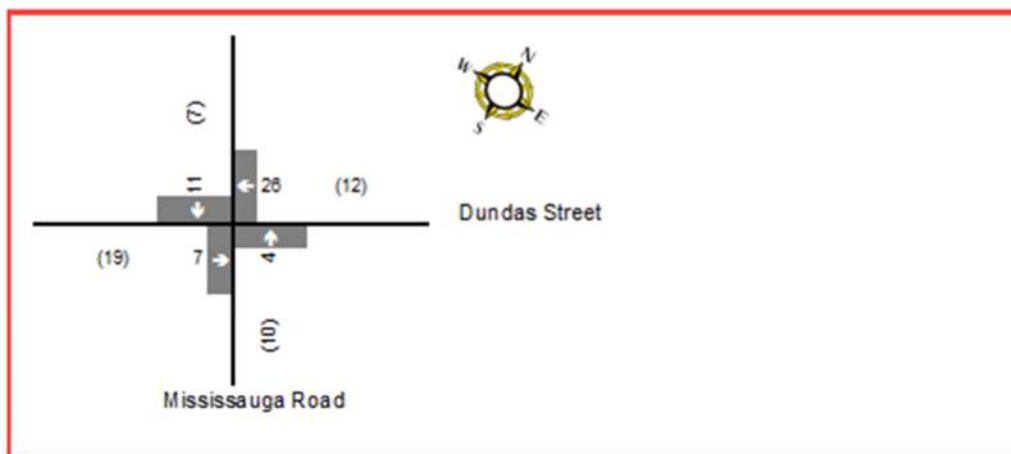 N
W
E
S
(7)
11
26
(12)
Dundas Street
(19)
7
4
(10)
Mississauga Road